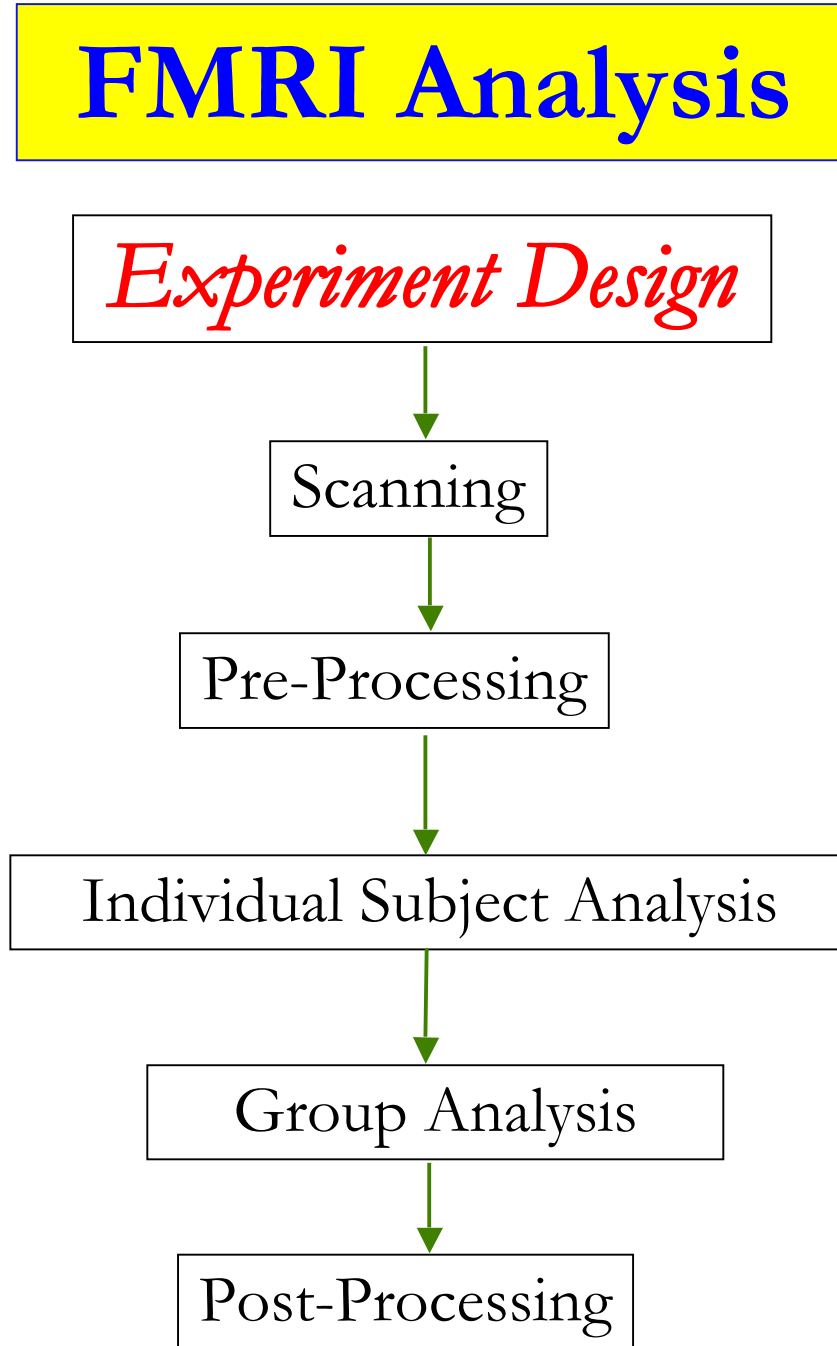 FMRI Analysis
Experiment Design
Scanning
Pre-Processing
Individual Subject Analysis
Group Analysis
Post-Processing